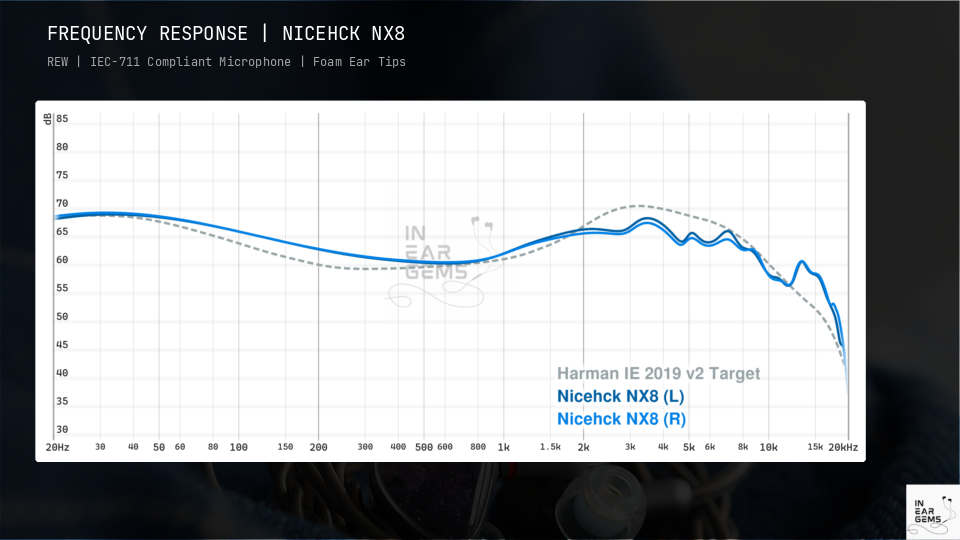 FREQUENCY RESPONSE | NICEHCK NX8
REW | IEC-711 Compliant Microphone | Foam Ear Tips
dB
85
80
75
70
65
60
55
50
45
40
35
30
IN
EAR
GEMS
Harman IE 2019 v2 Target
Nicehck NX8 (L)
Nicehck NX8 (R)
20Hz 30 40 50 60 80 100 150 200 300 400 500 600 800 1k 1.5k 2k 3k 4k 5k 6k 8k 10k 15k 20kHz
IN
EAR
GEMS